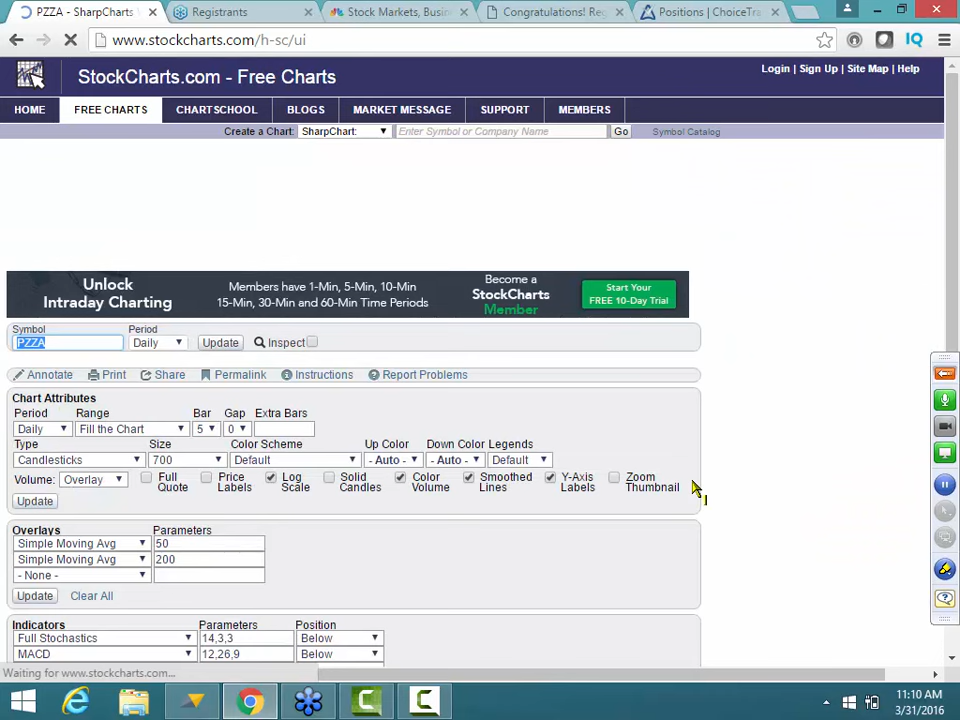 PZZA - SharpCharts
Registrants
Stock Markets, Busin
Congratulations! Reg
Positions | ChoiceTra
www.stockcharts.com/h-sc/ui
IQ
StockCharts.com - Free Charts
Login | Sign Up | Site Map | Help
HOME FREE CHARTS CHARTSCHOOL BLOGS MARKET MESSAGE SUPPORT MEMBERS
Create a Chart: SharpChart: Enter Symbol or Company Name Go Symbol Catalog
Unlock
Intraday Charting
Members have 1-Min, 5-Min, 10-Min
15-Min, 30-Min and 60-Min Time Periods
Become a
StockCharts
Member
Start Your
FREE 10-Day Trial
Symbol Period
PZZA Daily Update Inspect
Annotate Print Share Permalink Instructions Report Problems
Chart Attributes
Period Range Bar Gap Extra Bars
Daily Fill the Chart 5 0
Type Size Color Scheme Up Color Down Color Legends
Candlesticks 700 Default - Auto - - Auto - Default
Volume: Overlay Full Quote Price Labels Log Scale Solid Candles Color Volume Smoothed Lines Y-Axis Labels Zoom Thumbnail
Update
Overlays Parameters
Simple Moving Avg 50
Simple Moving Avg 200
- None -
Update Clear All
Indicators Parameters Position
Full Stochastics 14,3,3 Below
MACD 12,26,9 Below
Waiting for www.stockcharts.com...
11:10 AM
3/31/2016